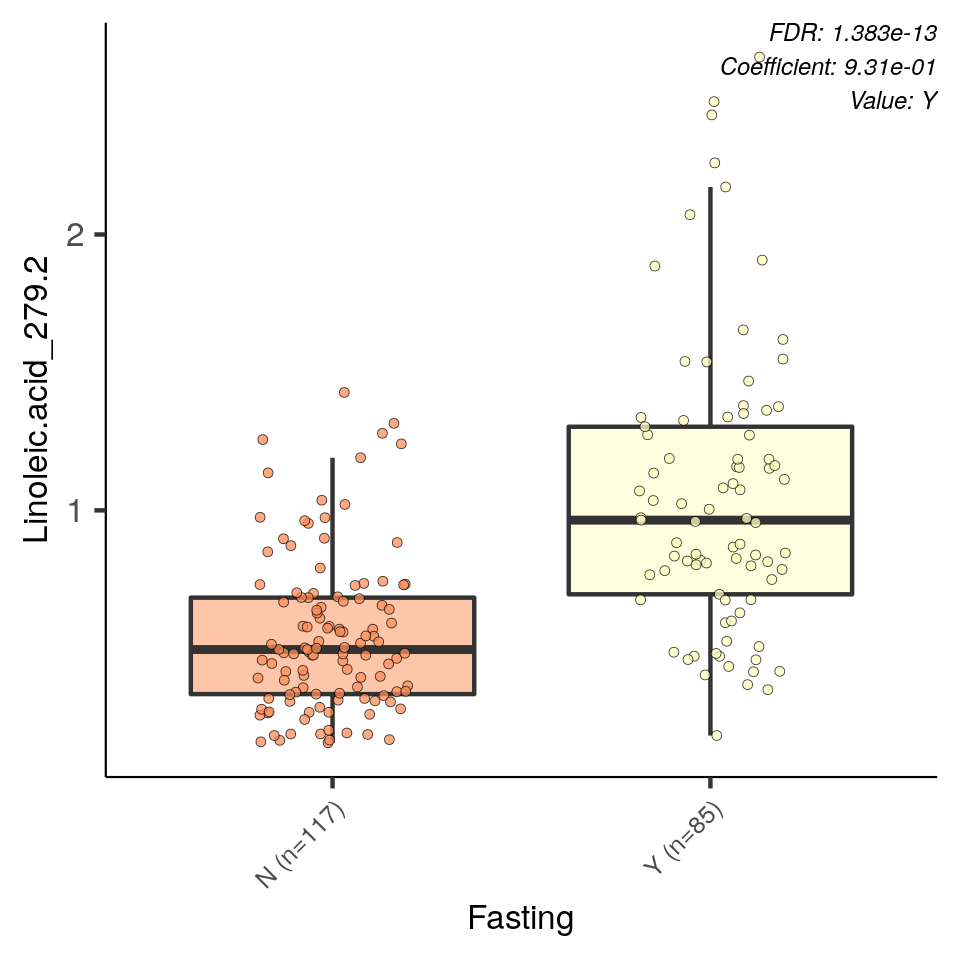 FDR: 1.383e-13
Coefficient: 9.31e-01
Value: Y
2
1
Linoleic.acid_279.2
N (n=117)
Y (n=85)
Fasting